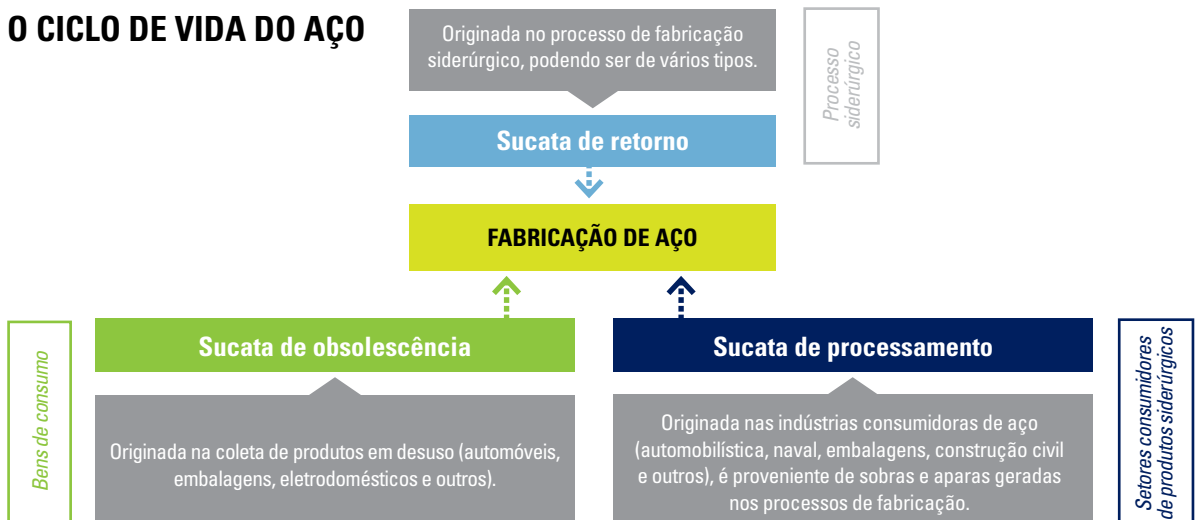 O CICLO DE VIDA DO AÇO
Originada no processo de fabricação
siderúrgico, podendo ser de vários tipos.
Processo
siderúrgico
Sucata de retorno
FABRICAÇÃO DE AÇO
Bens de consumo
Sucata de obsolescência
Originada na coleta de produtos em desuso (automóveis,
embalagens, eletrodomésticos e outros).
Sucata de processamento
Originada nas indústrias consumidoras de aço
(automobilística, naval, embalagens, construção civil
e outros), é proveniente de sobras e aparas geradas
nos processos de fabricação.
Setores consumidores
de produtos siderúrgicos